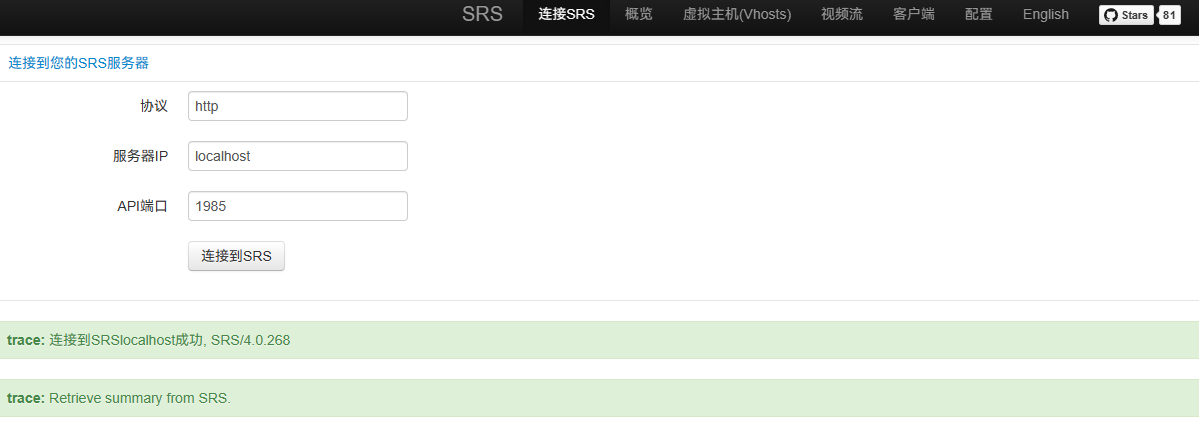 SRS 连接SRS 概览 虚拟主机(Vhosts) 视频流 客户端 配置 English Stars 81
连接到您的SRS服务器
协议 http
服务器IP localhost
API端口 1985
连接到SRS
trace: 连接到SRSlocalhost成功, SRS/4.0.268
trace: Retrieve summary from SRS.